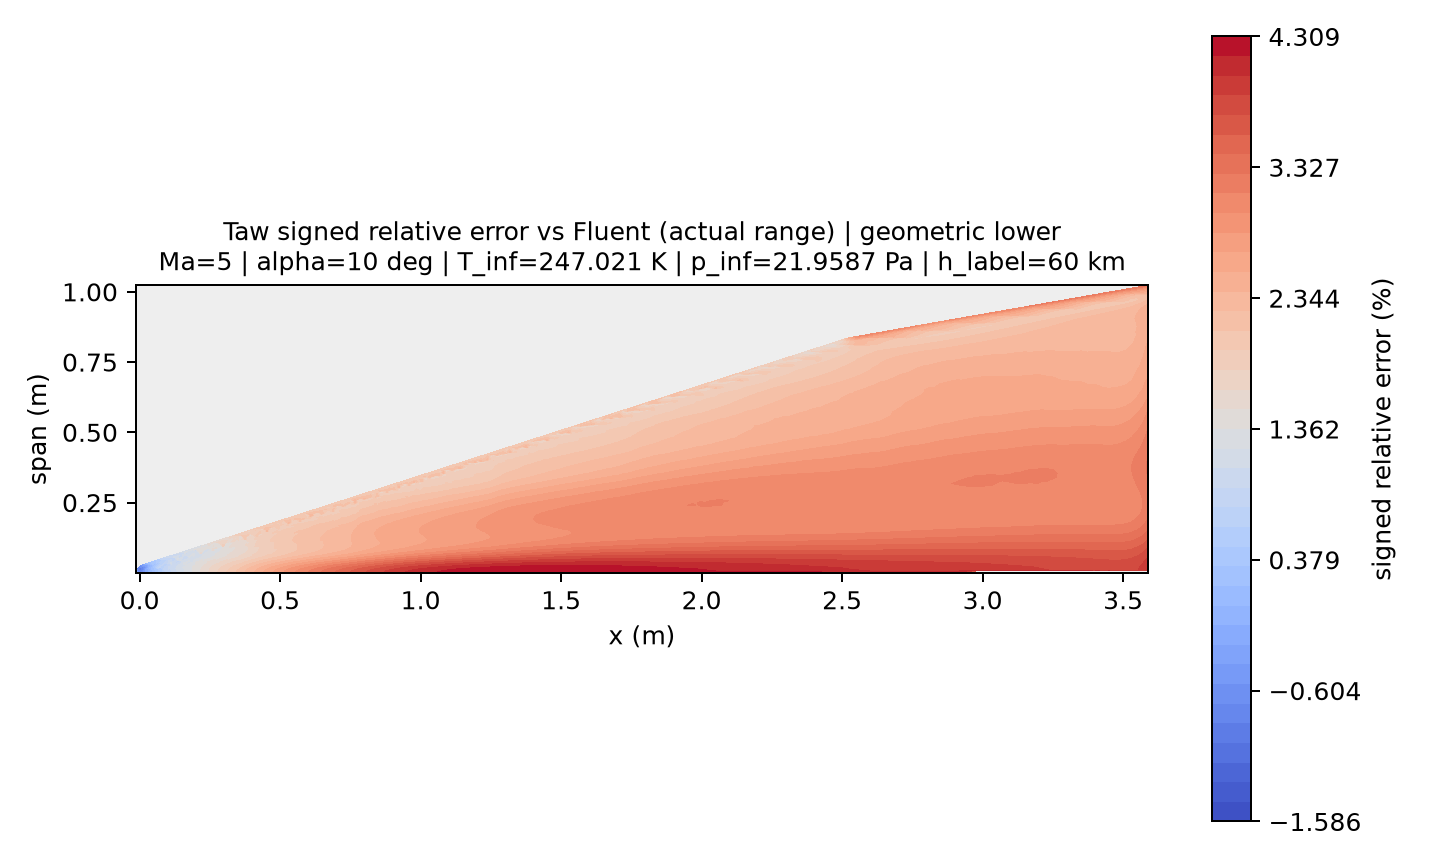 Taw signed relative error vs Fluent (actual range) | geometric lower
Ma=5 | alpha=10 deg | T_inf=247.021 K | p_inf=21.9587 Pa | h_label=60 km
1.00
0.75
0.50
0.25
span (m)
0.0 0.5 1.0 1.5 2.0 2.5 3.0 3.5
x (m)
4.309
3.327
2.344
1.362
0.379
−0.604
−1.586
signed relative error (%)